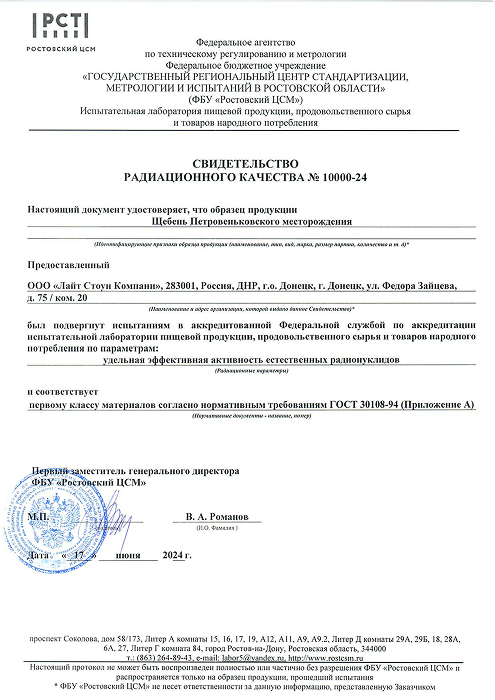 РСТ
РОСТОВСКИЙ ЦСМ
Федеральное агентство
по техническому регулированию и метрологии
Федеральное бюджетное учреждение
«ГОСУДАРСТВЕННЫЙ РЕГИОНАЛЬНЫЙ ЦЕНТР СТАНДАРТИЗАЦИИ,
МЕТРОЛОГИИ И ИСПЫТАНИЙ В РОСТОВСКОЙ ОБЛАСТИ»
(ФБУ «Ростовский ЦСМ»)
Испытательная лаборатория пищевой продукции, продовольственного сырья
и товаров народного потребления
СВИДЕТЕЛЬСТВО
РАДИАЦИОННОГО КАЧЕСТВА № 10000-24
Настоящий документ удостоверяет, что образец продукции
Щебень Петровеньковского месторождения
(Идентифицирующие признаки образца продукции (наименование, тип, вид, марка, размер партии, количество и т. д)*
Предоставленный
ООО «Лайт Стоун Компани», 283001, Россия, ДНР, г.о. Донецк, г. Донецк, ул. Федора Зайцева,
д. 75 / ком. 20
(Наименование и адрес организации, которой выдано данное Свидетельство)*
был подвергнут испытаниям в аккредитованной Федеральной службой по аккредитации
испытательной лаборатории пищевой продукции, продовольственного сырья и товаров народного
потребления по параметрам:
удельная эффективная активность естественных радионуклидов
(Радиационные параметры)
и соответствует
первому классу материалов согласно нормативным требованиям ГОСТ 30108-94 (Приложение А)
(Нормативные документы - название, номер)
Первый заместитель генерального директора
ФБУ «Ростовский ЦСМ»
М.П. В. А. Романов
(И.О. Фамилия )
Дата « 17 » июня 2024 г.
проспект Соколова, дом 58/173, Литер А комнаты 15, 16, 17, 19, А12, А11, А9, А9.2, Литер Д комнаты 29А, 29Б, 18, 28А,
6А, 27, Литер Г комната 84, город Ростов-на-Дону, Ростовская область, 344000
т.: (863) 264-89-43, e-mail: labor5@yandex.ru, http://www.rostcsm.ru
Настоящий протокол не может быть воспроизведен полностью или частично без разрешения ФБУ «Ростовский ЦСМ» и
распространяется только на образец продукции, прошедший испытания
* ФБУ «Ростовский ЦСМ» не несет ответственности за данную информацию, представленную Заказчиком